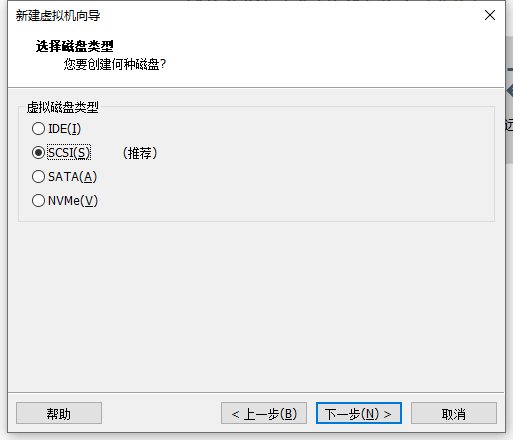 新建虚拟机向导
选择磁盘类型
您要创建何种磁盘?
虚拟磁盘类型
IDE(I)
SCSI(S) (推荐)
SATA(A)
NVMe(V)
帮助
< 上一步(B)
下一步(N) >
取消